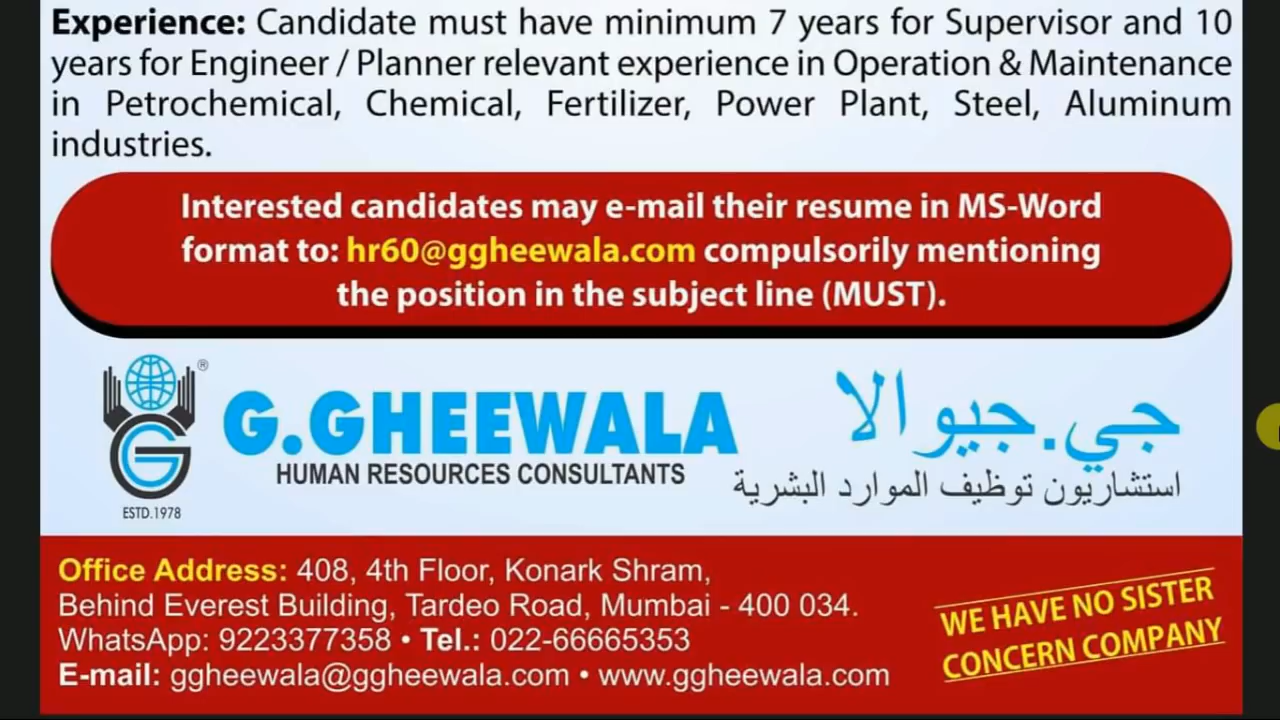 Experience: Candidate must have minimum 7 years for Supervisor and 10
years for Engineer / Planner relevant experience in Operation & Maintenance
in Petrochemical, Chemical, Fertilizer, Power Plant, Steel, Aluminum
industries.
Interested candidates may e-mail their resume in MS-Word
format to: hr60@ggheewala.com compulsorily mentioning
the position in the subject line (MUST).
®
G.GHEEWALA
HUMAN RESOURCES CONSULTANTS
ESTD.1978
جي.جيوالا
استشاريون توظيف الموارد البشرية
Office Address: 408, 4th Floor, Konark Shram,
Behind Everest Building, Tardeo Road, Mumbai - 400 034.
WhatsApp: 9223377358 • Tel.: 022-66665353
E-mail: ggheewala@ggheewala.com • www.ggheewala.com
WE HAVE NO SISTER
CONCERN COMPANY